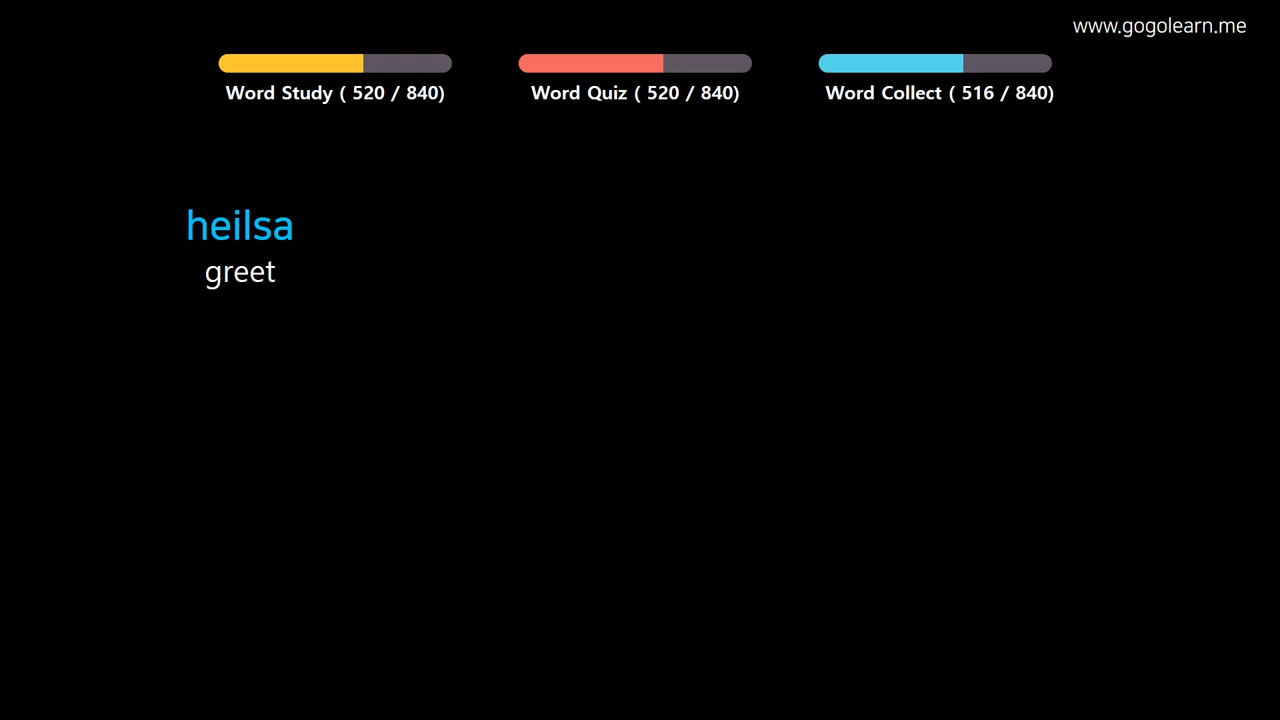 www.gogolearn.me
Word Study ( 520 / 840)
Word Quiz ( 520 / 840)
Word Collect ( 516 / 840)
heilsa
greet